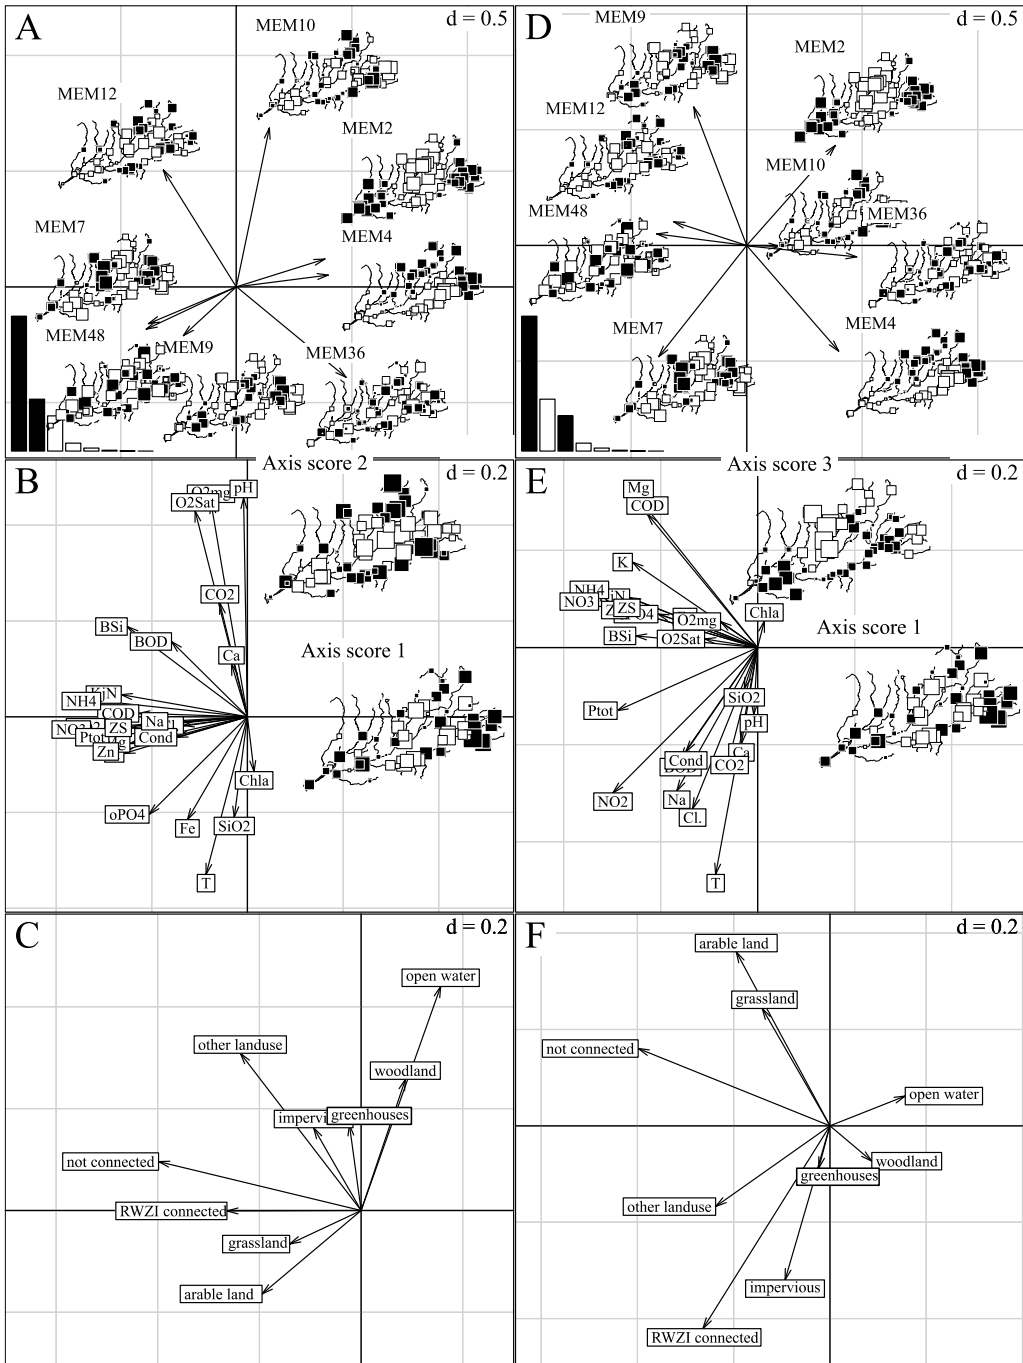 A
d = 0.5
MEM10
MEM12
MEM2
MEM7
MEM4
MEM48
MEM9
MEM36
D
d = 0.5
MEM9
MEM2
MEM12
MEM10
MEM48
MEM36
MEM7
MEM4
B
Axis score 2
d = 0.2
O2mg
pH
O2Sat
CO2
BSi
BOD
Ca
Axis score 1
KjN
NH4
COD
Na
ZS
Cond
Ptot
Zn
Chla
oPO4
Fe
SiO2
T
E
Axis score 3
d = 0.2
Mg
COD
K
NH4
NO3
ZS
Chla
O2mg
BSi
O2Sat
Axis score 1
SiO2
Ptot
pH
Ca
Cond
CO2
BOD
NO2
Na
Cl.
T
C
d = 0.2
open water
other landuse
woodland
impervi
greenhouses
not connected
RWZI connected
grassland
arable land
F
d = 0.2
arable land
grassland
not connected
open water
woodland
greenhouses
other landuse
impervious
RWZI connected